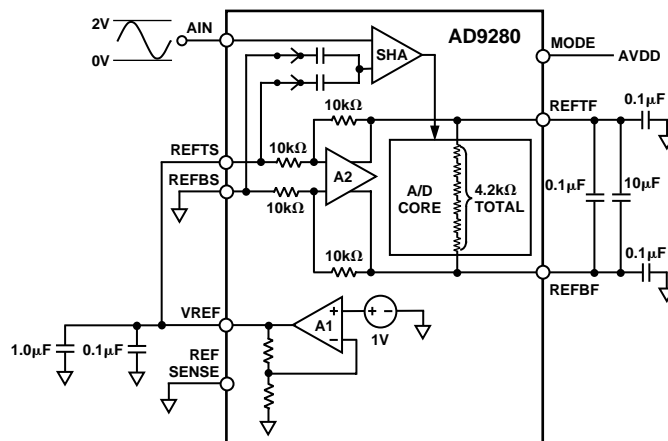 2V
0V
AIN
SHA
AD9280
MODE
AVDD
REFTF
0.1µF
10kΩ
REFTS
10kΩ
REFBS
10kΩ
A2
A/D
CORE
4.2kΩ
TOTAL
0.1µF
10µF
10kΩ
0.1µF
REFBF
VREF
A1
+
−
+ −
1V
1.0µF
0.1µF
REF
SENSE